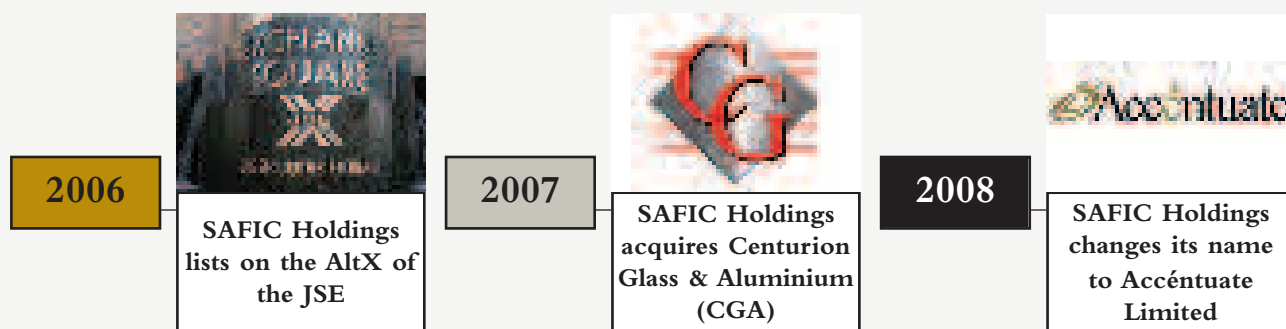 2006
SAFIC Holdings
lists on the AltX of
the JSE
2007
SAFIC Holdings
acquires Centurion
Glass & Aluminium
(CGA)
Accéntuate
2008
SAFIC Holdings
changes its name
to Accéntuate
Limited